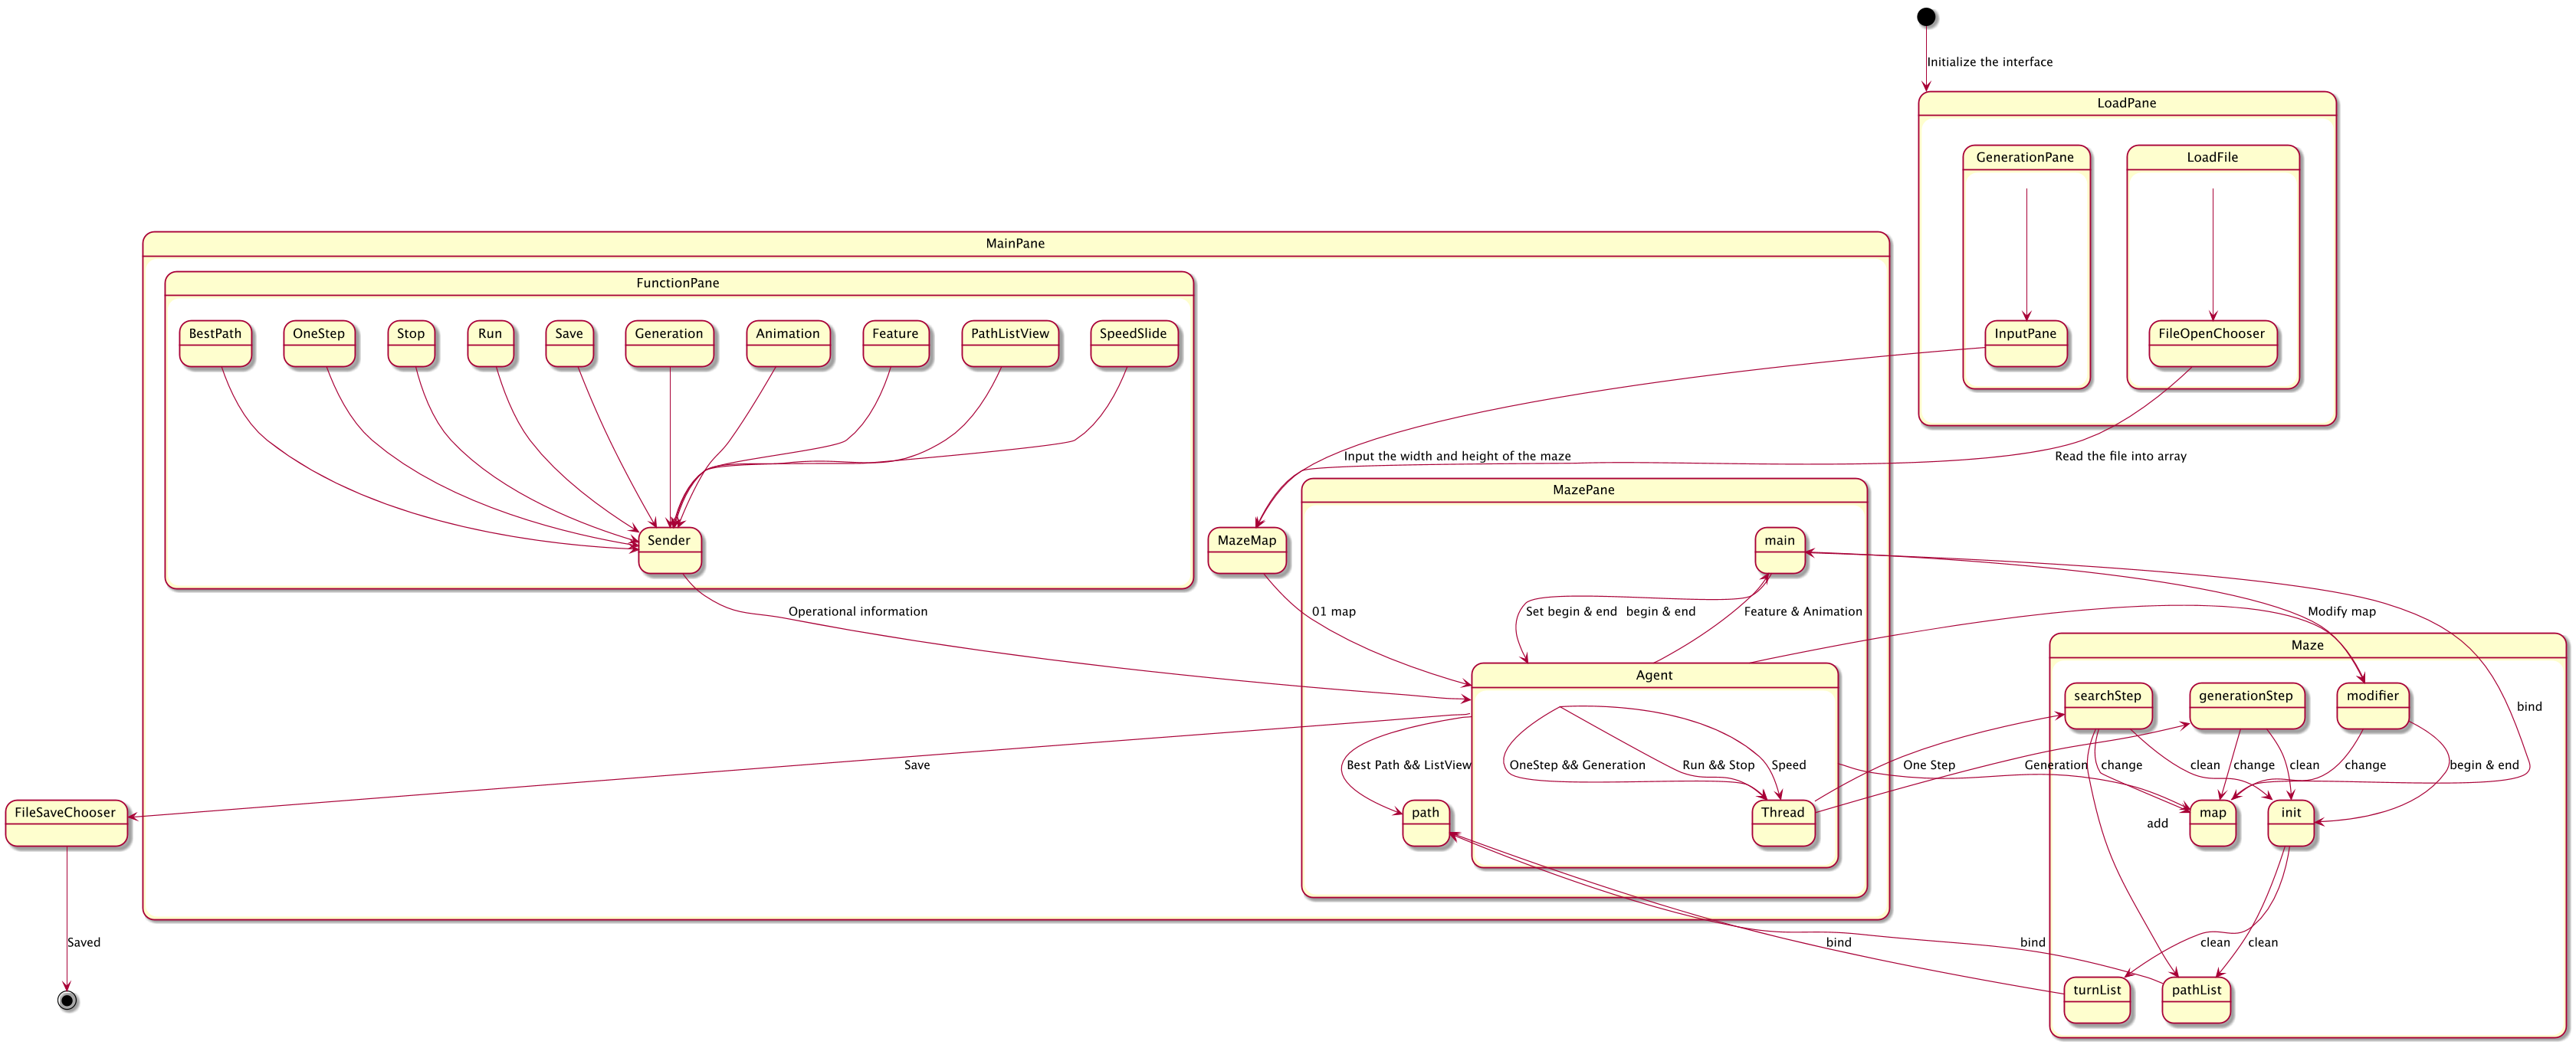 Initialize the interface
LoadPane
GenerationPane
LoadFile
InputPane
FileOpenChooser
MainPane
FunctionPane
BestPath
OneStep
Stop
Run
Save
Generation
Animation
Feature
PathListView
SpeedSlide
Input the width and height of the maze
Read the file into array
MazePane
Sender
MazeMap
main
Operational information
01 map
Set begin & end
begin & end
Feature & Animation
Modify map
Maze
Agent
searchStep
generationStep
modifier
bind
Save
Best Path && ListView
OneStep && Generation
Run && Stop
Speed
One Step
Generation
change
clean
change
clean
change
begin & end
FileSaveChooser
path
Thread
add
map
init
Saved
bind
bind
clean
clean
turnList
pathList